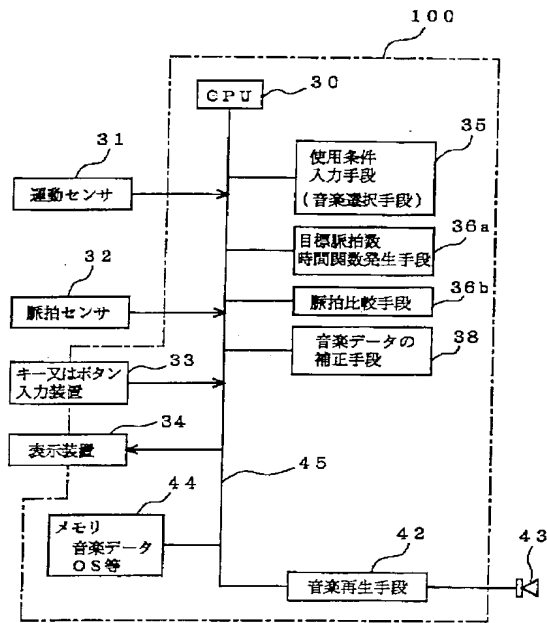 100
30
CPU
35
31
使用条件
入力手段
(音楽選択手段)
運動センサ
36a
目標脈拍数
時間関数発生手段
32
36b
脈拍センサ
脈拍比較手段
38
音楽データの
補正手段
33
キー又はボタン
入力装置
34
表示装置
45
44
メモリ
音楽データ
OS等
42
43
音楽再生手段